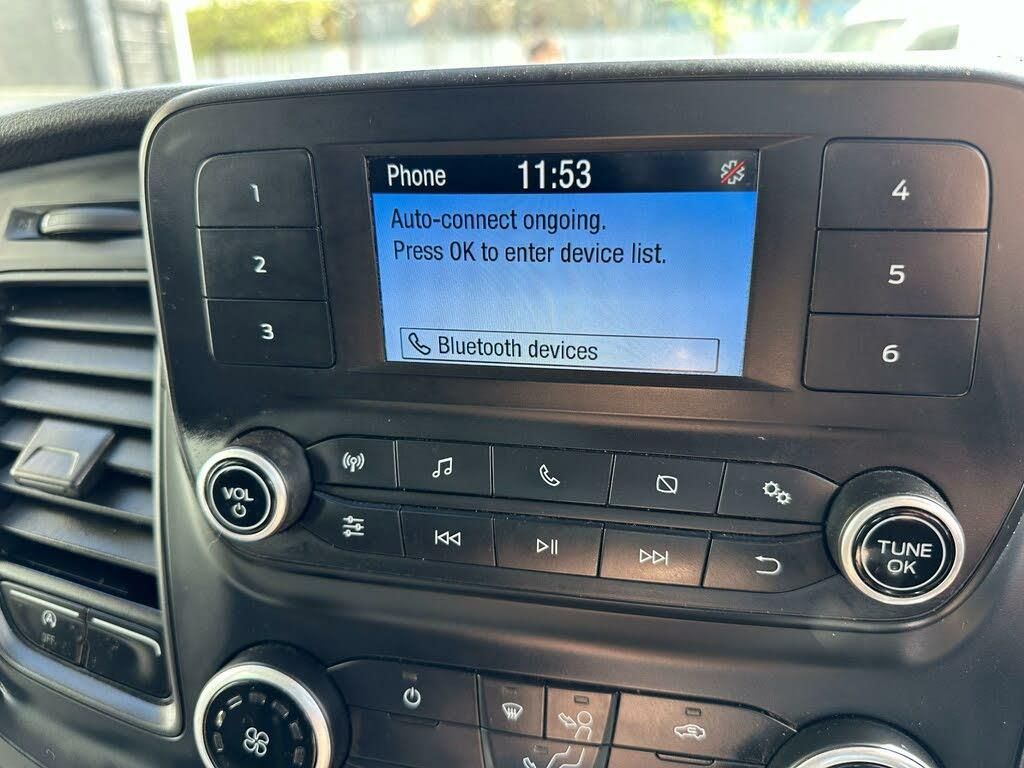 Phone 11:53
Auto-connect ongoing.
Press OK to enter device list.
Bluetooth devices
1
2
3
4
5
6
VOL
TUNE
OK
A
OFF